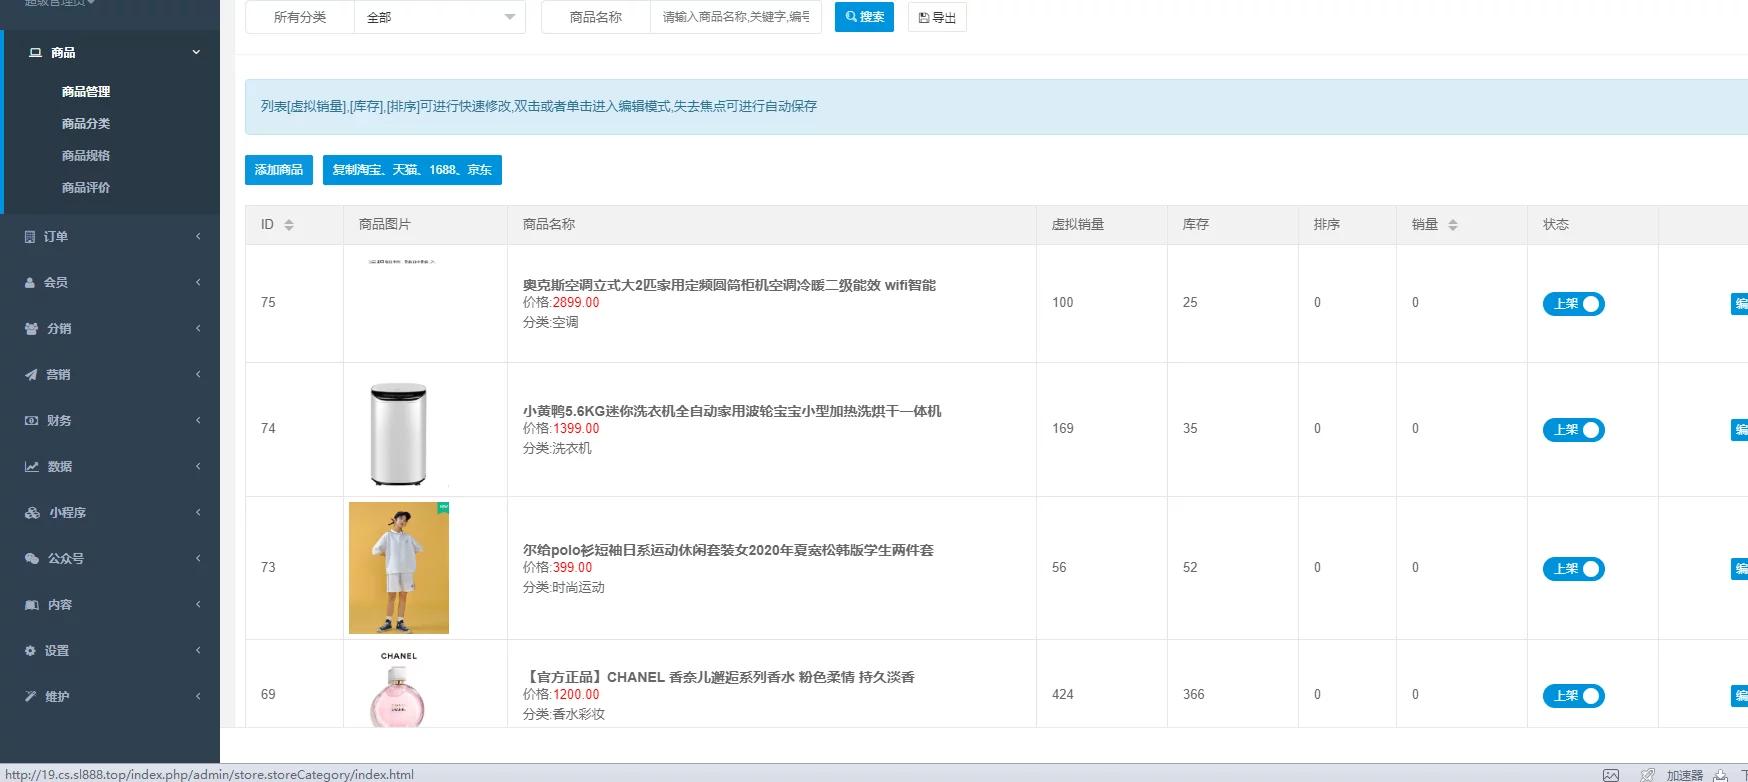 超级管理员
所有分类 全部 商品名称 请输入商品名称,关键字,编号 搜索 导出
商品
商品管理
商品分类
商品规格
商品评价
订单
会员
分销
营销
财务
数据
小程序
公众号
内容
设置
维护
列表[虚拟销量],[库存],[排序]可进行快速修改,双击或者单击进入编辑模式,失去焦点可进行自动保存
添加商品 复制淘宝、天猫、1688、京东
ID 商品图片 商品名称 虚拟销量 库存 排序 销量 状态
75 奥克斯空调立式大2匹家用定频圆筒柜机空调冷暖二级能效 wifi智能
价格:2899.00
分类:空调
100 25 0 0 上架 编
74 小黄鸭5.6KG迷你洗衣机全自动家用波轮宝宝小型加热洗烘干一体机
价格:1399.00
分类:洗衣机
169 35 0 0 上架 编
73 尔给polo衫短袖日系运动休闲套装女2020年夏宽松韩版学生两件套
价格:399.00
分类:时尚运动
56 52 0 0 上架 编
CHANEL
69 【官方正品】CHANEL 香奈儿邂逅系列香水 粉色柔情 持久淡香
价格:1200.00
分类:香水彩妆
424 366 0 0 上架 编
http://19.cs.sl888.top/index.php/admin/store.storeCategory/index.html
加速器